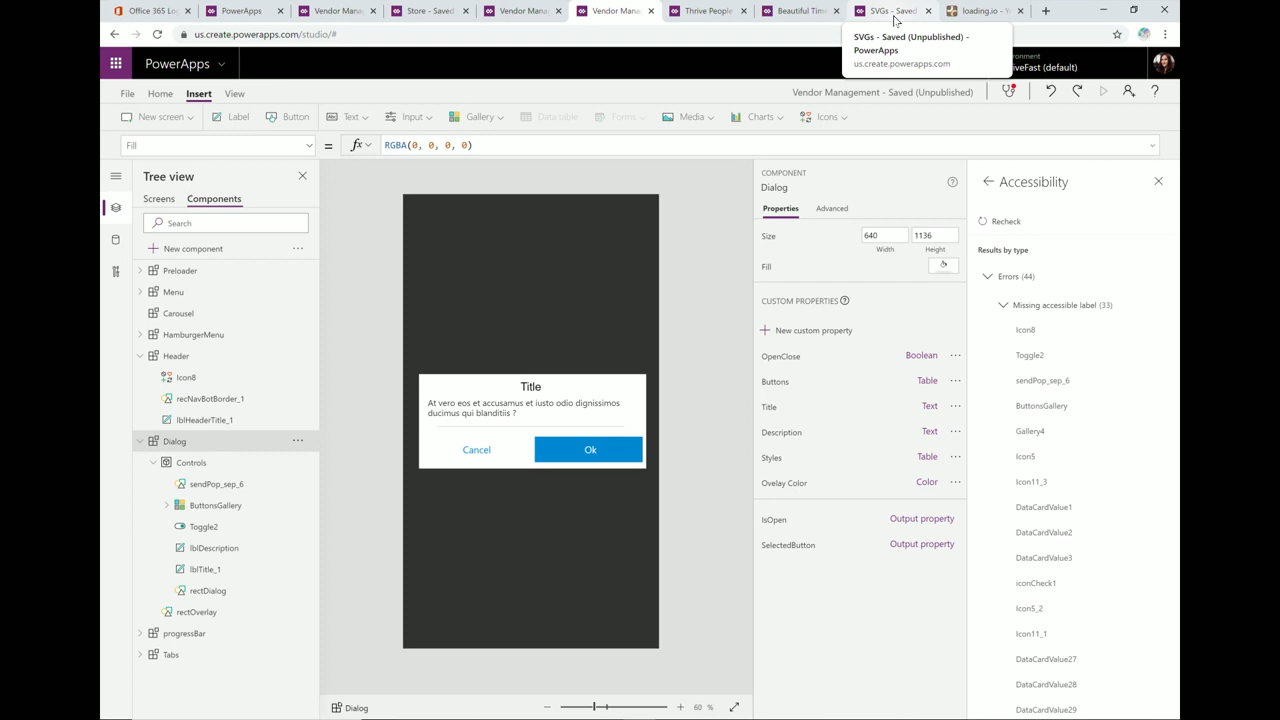 Office 365 Lo
PowerApps
Vendor Mana
Store - Saved
Vendor Mana
Vendor Mana
Thrive People
Beautiful Tim
SVGs - Saved
loading.io - Y
us.create.powerapps.com/studio/#
SVGs - Saved (Unpublished) -
PowerApps
us.create.powerapps.com
PowerApps
iveFast (default)
File
Home
Insert
View
Vendor Management - Saved (Unpublished)
New screen
Label
Button
Text
Input
Gallery
Data table
Forms
Media
Charts
Icons
Fill
=
fx
RGBA(0, 0, 0, 0)
Tree view
Screens
Components
Search
New component
Preloader
Menu
Carousel
HamburgerMenu
Header
Icon8
recNavBotBorder_1
lblHeaderTitle_1
Dialog
Controls
sendPop_sep_6
ButtonsGallery
Toggle2
lblDescription
lblTitle_1
rectDialog
rectOverlay
progressBar
Tabs
Title
At vero eos et accusamus et iusto odio dignissimos
ducimus qui blanditiis ?
Cancel
Ok
Dialog
60 %
COMPONENT
Dialog
Properties
Advanced
Size
640
1136
Width
Height
Fill
CUSTOM PROPERTIES
New custom property
OpenClose
Boolean
Buttons
Table
Title
Text
Description
Text
Styles
Table
Ovelay Color
Color
IsOpen
Output property
SelectedButton
Output property
Accessibility
Recheck
Results by type
Errors (44)
Missing accessible label (33)
Icon8
Toggle2
sendPop_sep_6
ButtonsGallery
Gallery4
Icon5
Icon11_3
DataCardValue1
DataCardValue2
DataCardValue3
iconCheck1
Icon5_2
Icon11_1
DataCardValue27
DataCardValue28
DataCardValue29